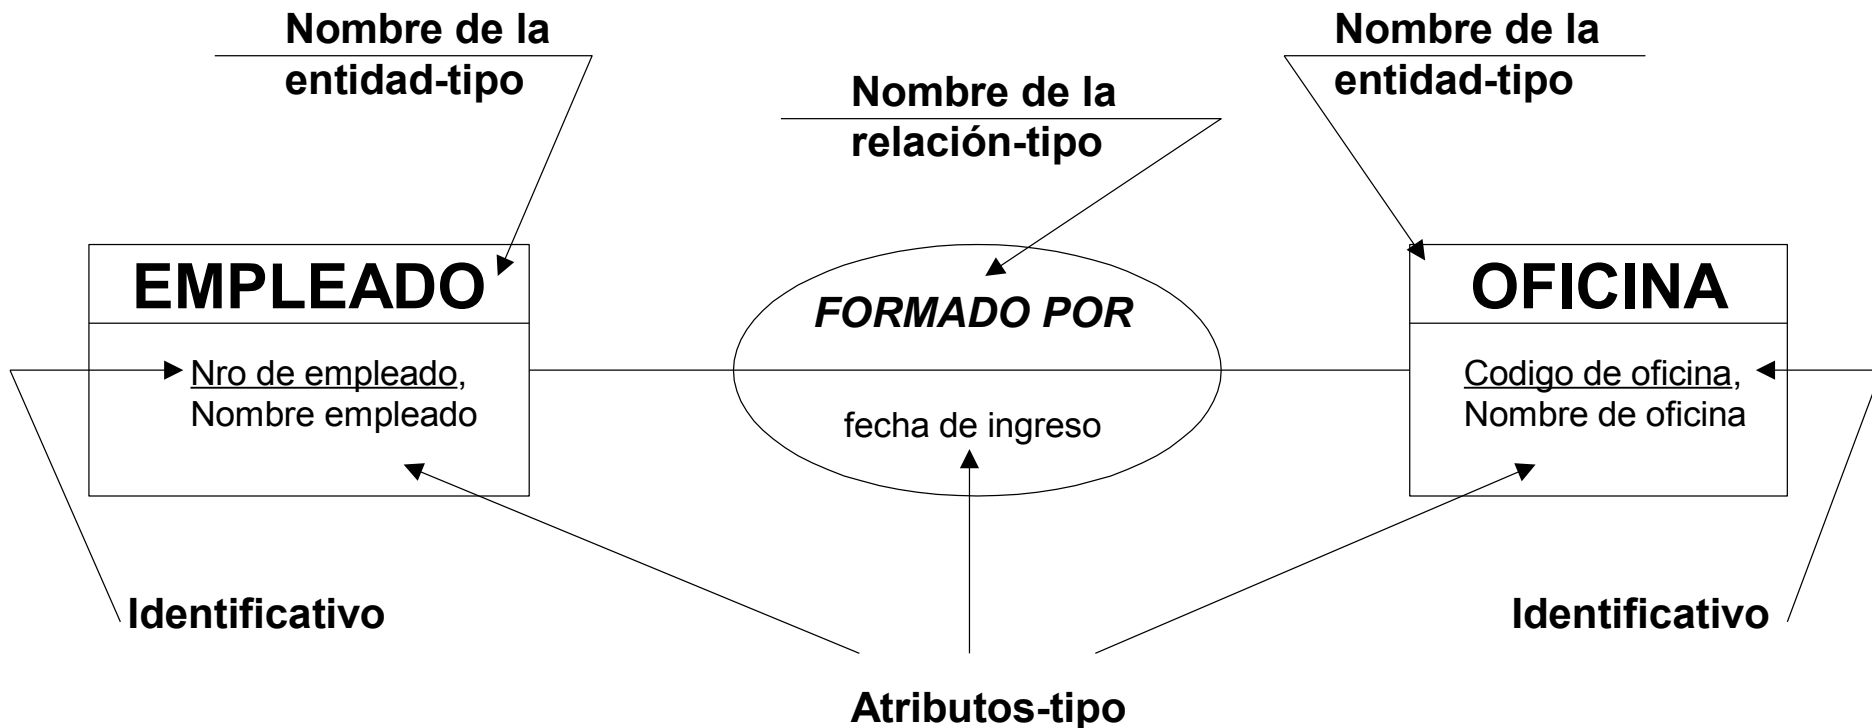 Nombre de la
entidad-tipo
Nombre de la
relación-tipo
Nombre de la
entidad-tipo
EMPLEADO
Nro de empleado,
Nombre empleado
FORMADO POR
fecha de ingreso
OFICINA
Codigo de oficina,
Nombre de oficina
Identificativo
Atributos-tipo
Identificativo